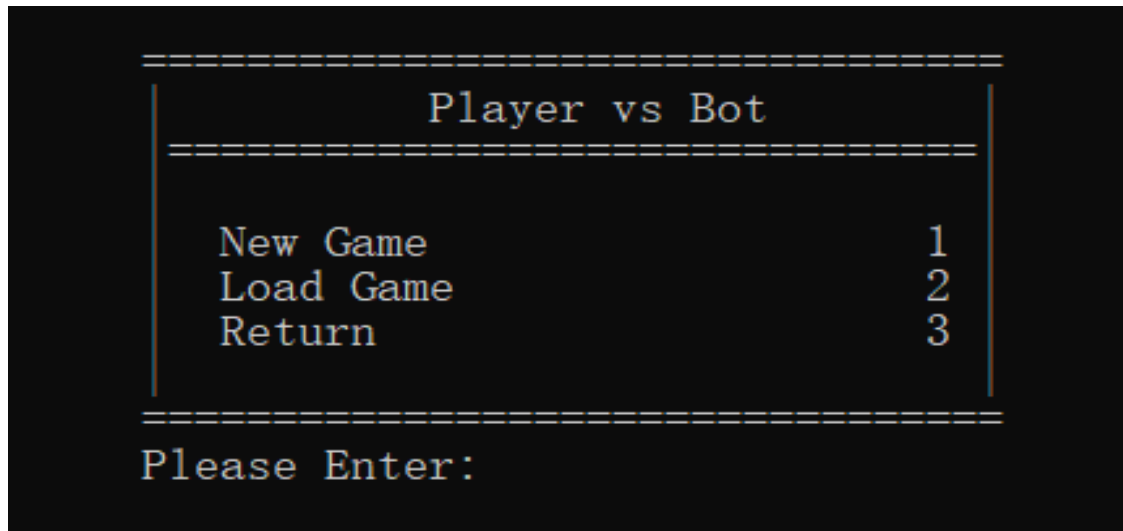 =================================
Player vs Bot
===============================
New Game 1
Load Game 2
Return 3
=================================
Please Enter: